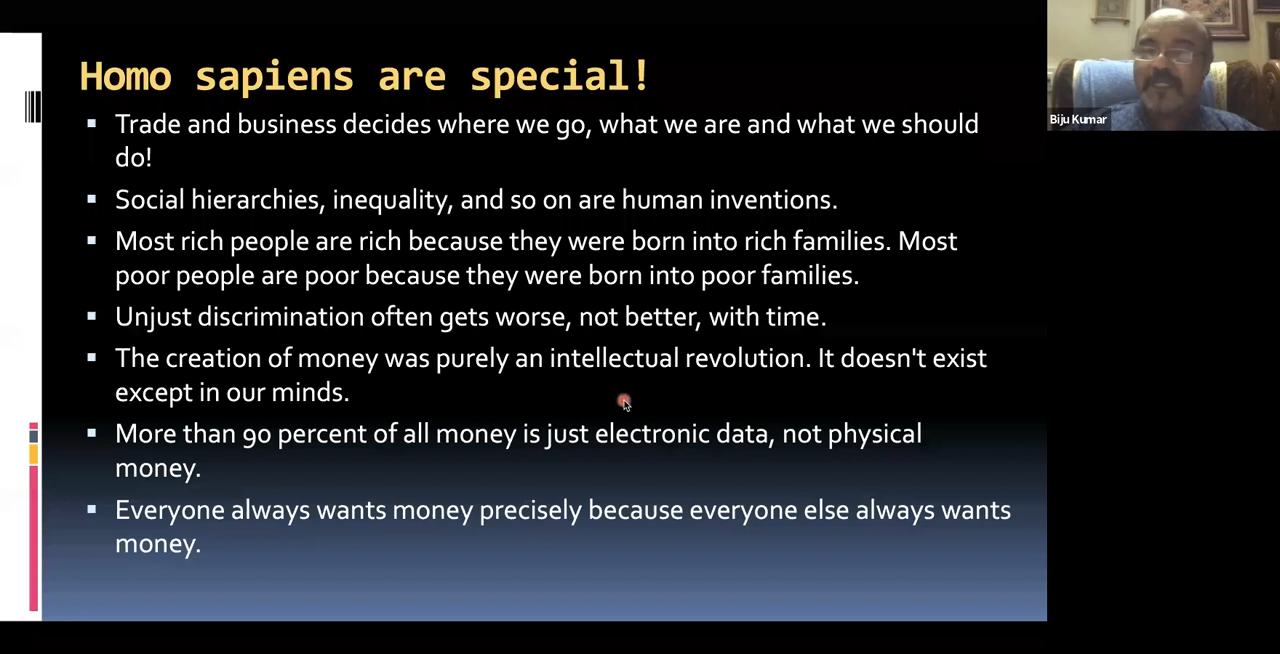 Homo sapiens are special!
Trade and business decides where we go, what we are and what we should
do!
Social hierarchies, inequality, and so on are human inventions.
Most rich people are rich because they were born into rich families. Most
poor people are poor because they were born into poor families.
Unjust discrimination often gets worse, not better, with time.
The creation of money was purely an intellectual revolution. It doesn't exist
except in our minds.
More than 90 percent of all money is just electronic data, not physical
money.
Everyone always wants money precisely because everyone else always wants
money.
Biju Kumar